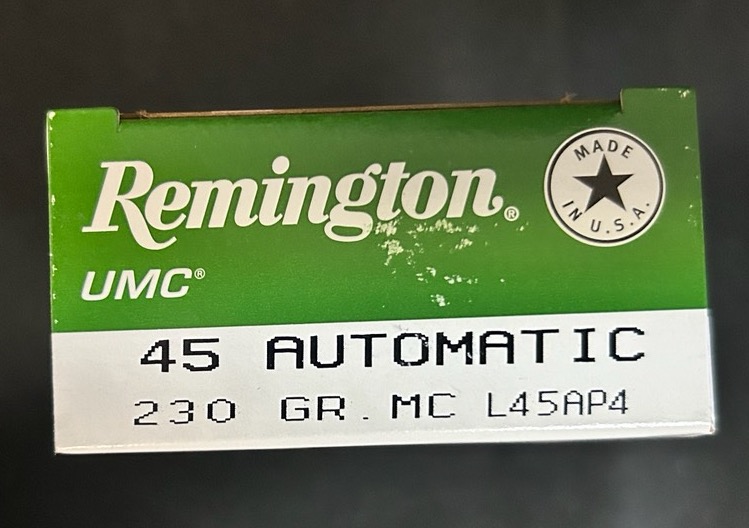 Remington®
MADE
IN U.S.A.
UMC®
45 AUTOMATIC
230 GR. MC L45AP4